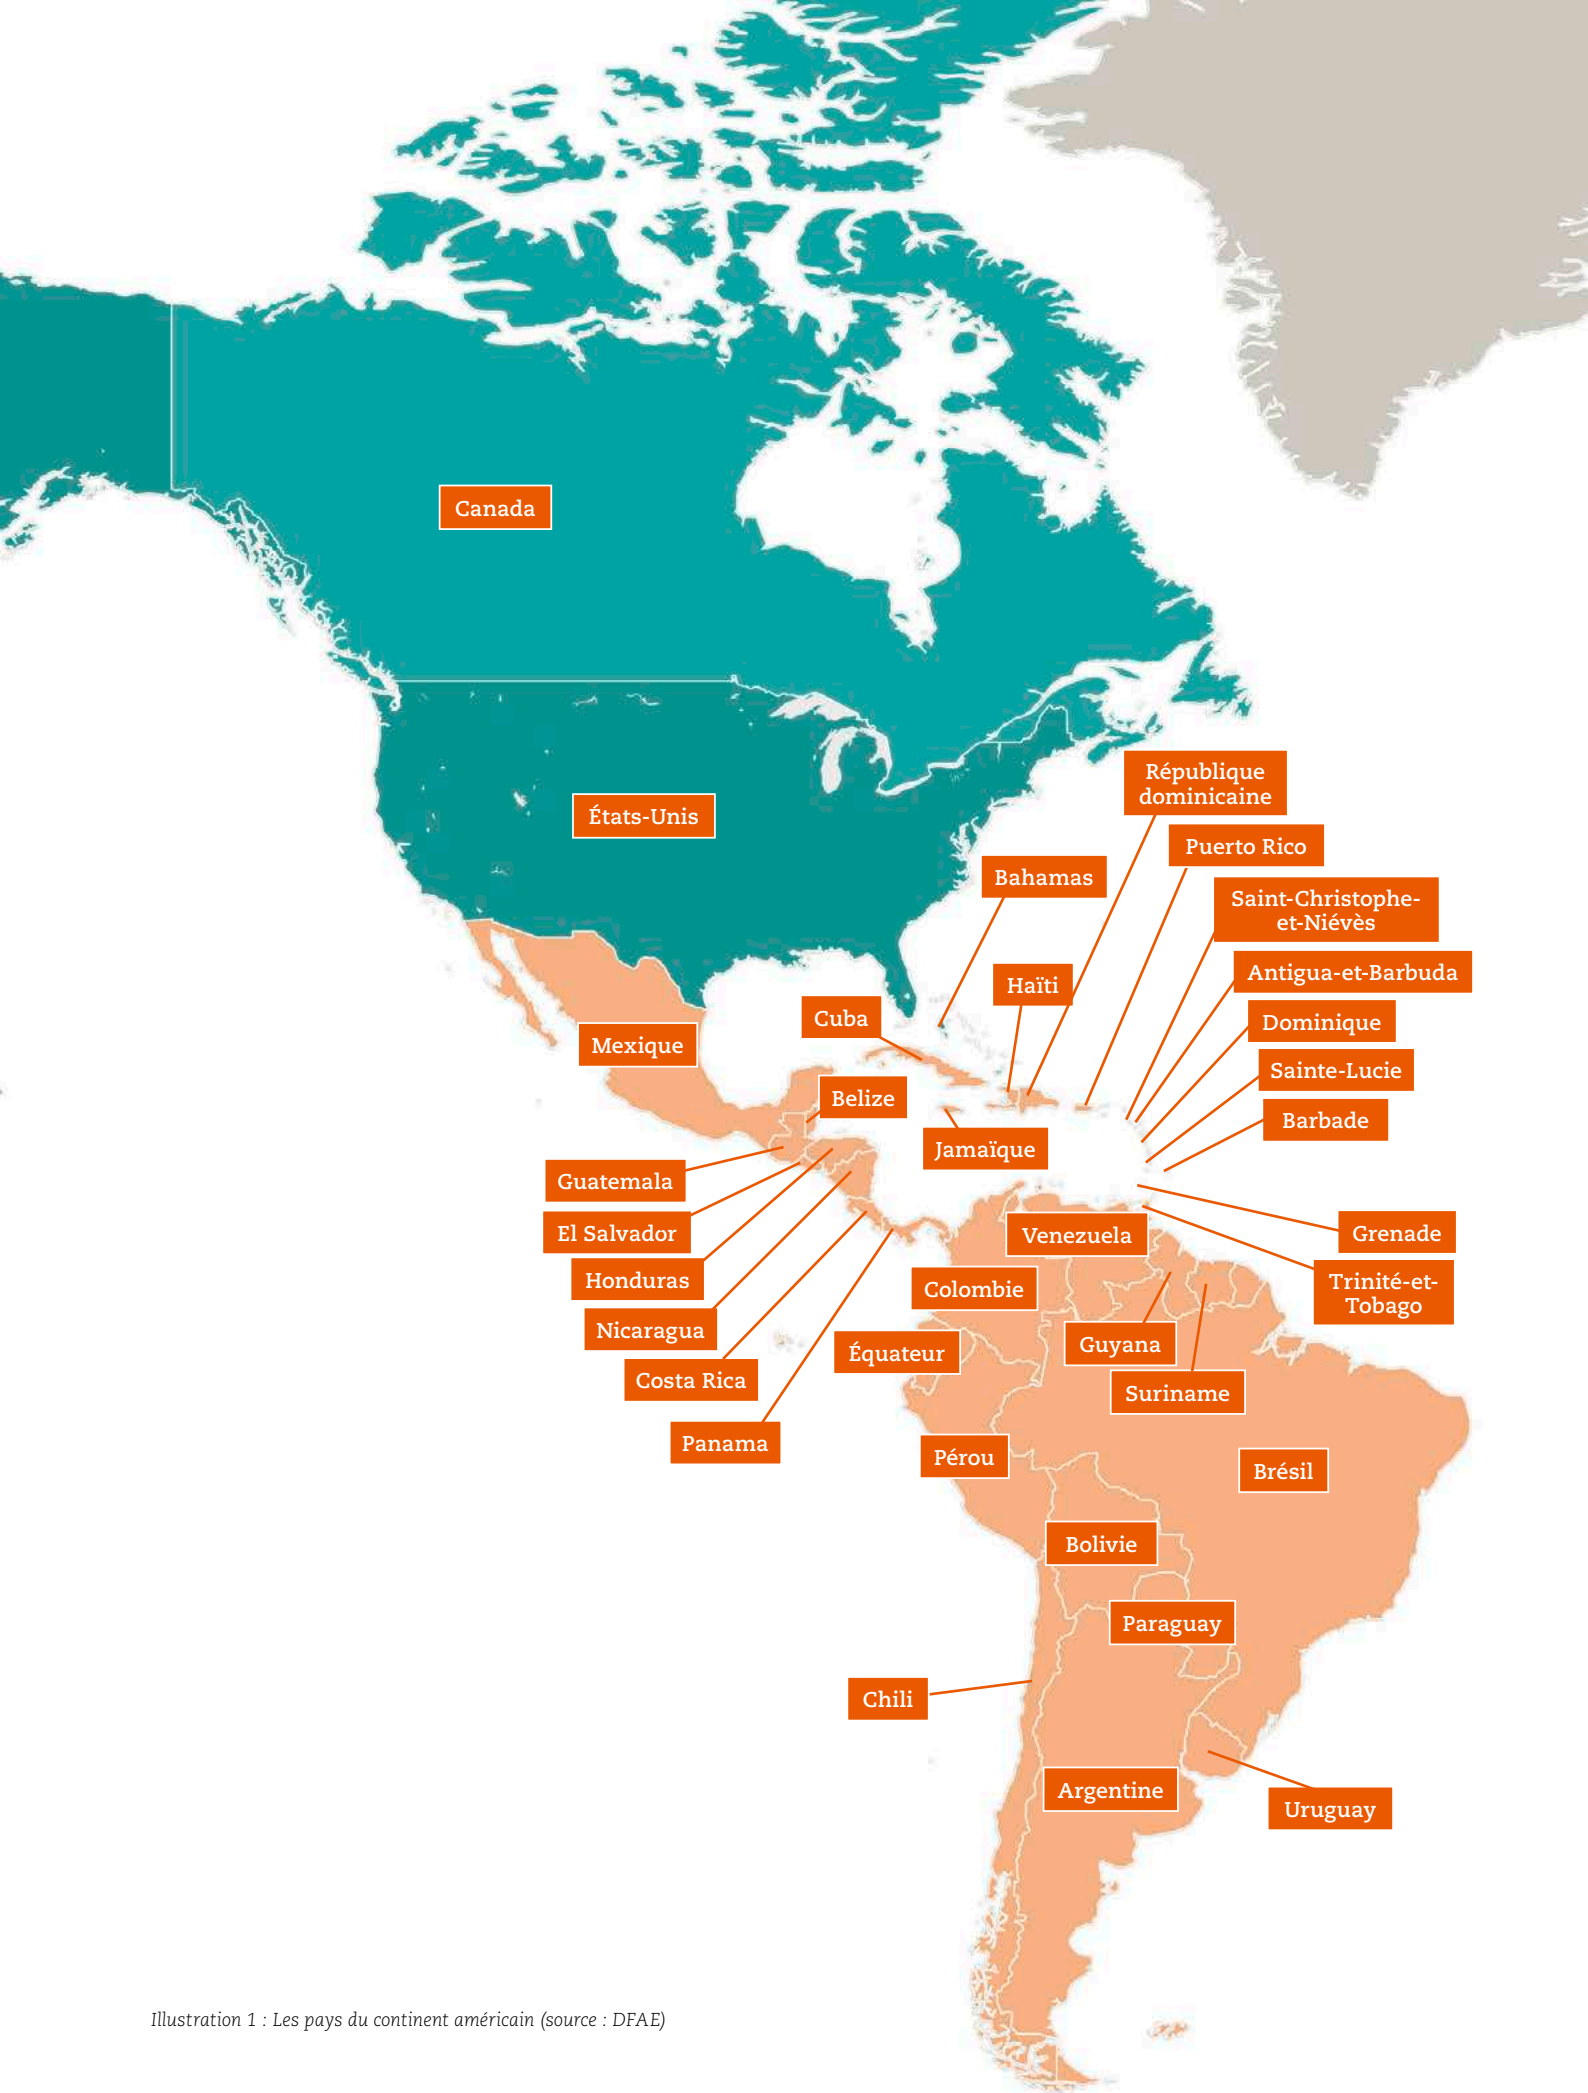 Canada
États-Unis
République
dominicaine
Puerto Rico
Bahamas
Saint-Christophe-
et-Niévès
Antigua-et-Barbuda
Haïti
Cuba
Dominique
Mexique
Sainte-Lucie
Belize
Barbade
Jamaïque
Guatemala
El Salvador
Venezuela
Grenade
Honduras
Colombie
Trinité-et-
Tobago
Nicaragua
Guyana
Équateur
Costa Rica
Suriname
Panama
Pérou
Brésil
Bolivie
Paraguay
Chili
Argentine
Uruguay
Illustration 1 : Les pays du continent américain (source : DFAE)